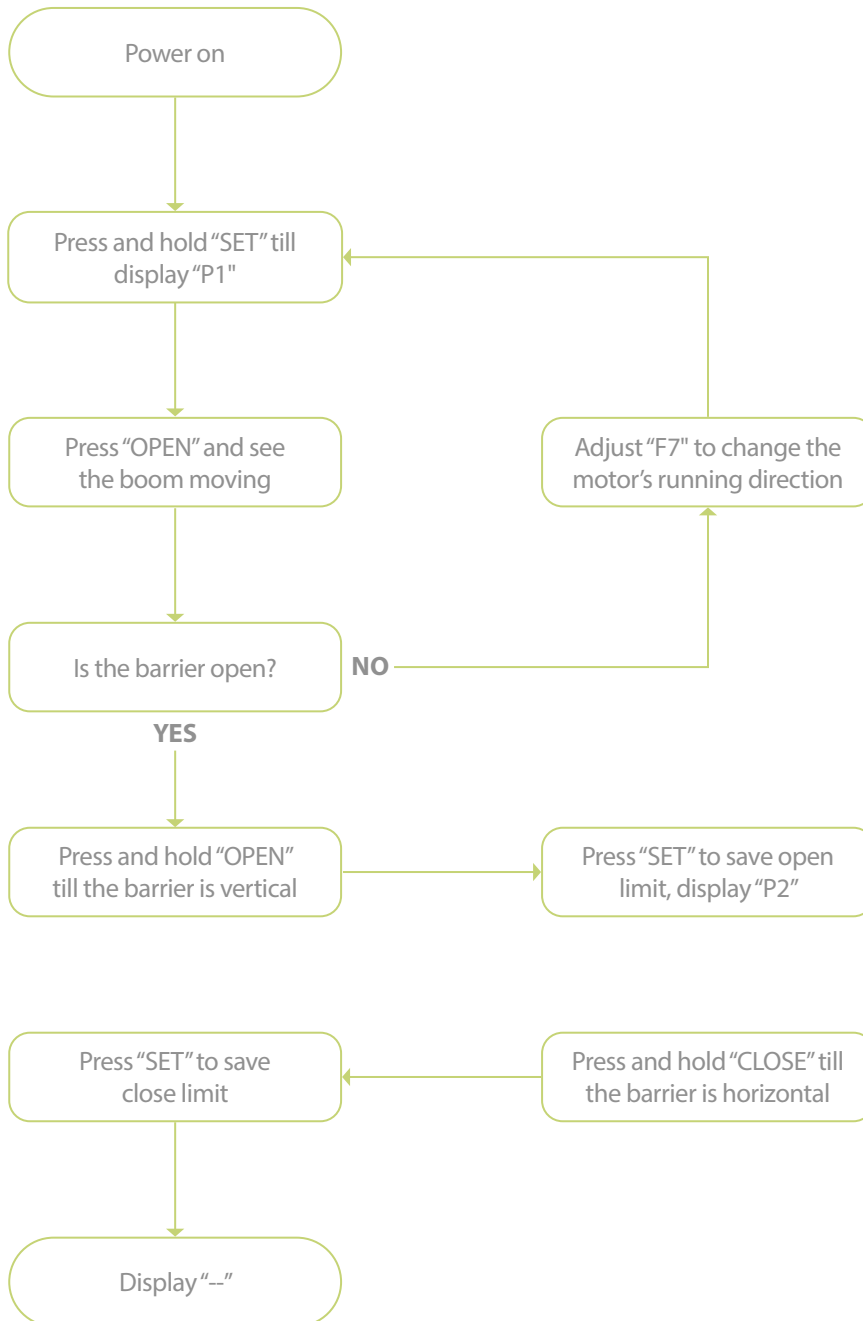 Power on
Press and hold “SET” till
display “P1"
Press “OPEN” and see
the boom moving
Adjust “F7" to change the
motor’s running direction
Is the barrier open?
NO
YES
Press and hold “OPEN”
till the barrier is vertical
Press “SET” to save open
limit, display “P2”
Press “SET” to save
close limit
Press and hold “CLOSE” till
the barrier is horizontal
Display “--”